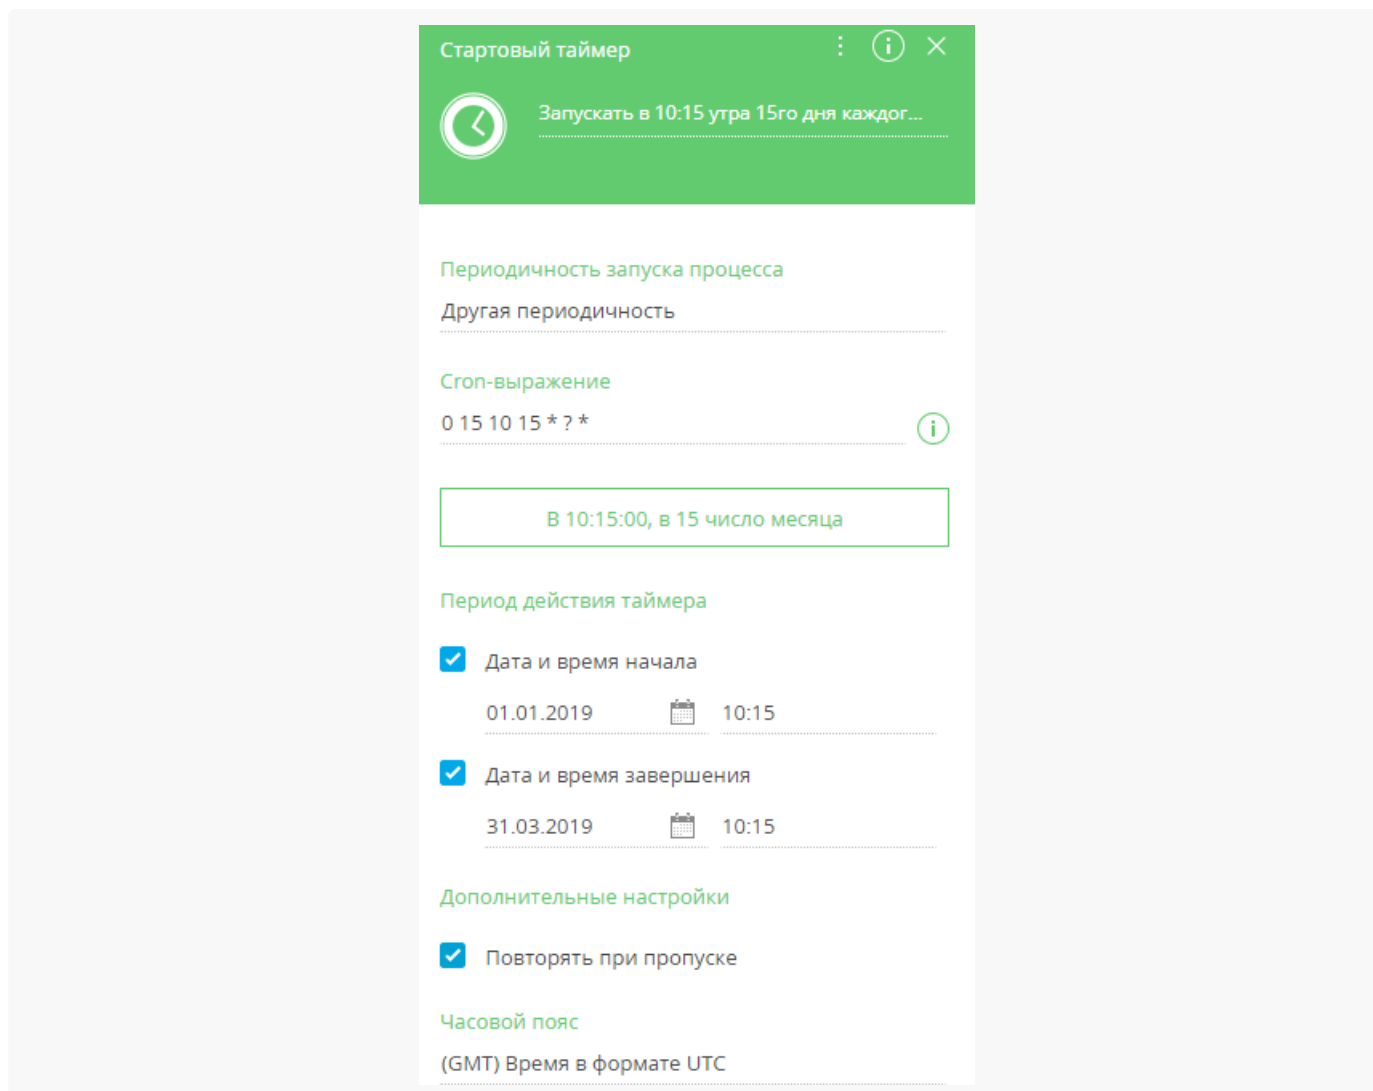 Стартовый таймер
Запускать в 10:15 утра 15го дня каждог...
Периодичность запуска процесса
Другая периодичность
Cron-выражение
0 15 10 15 * ? *
В 10:15:00, в 15 число месяца
Период действия таймера
Дата и время начала
01.01.2019 10:15
Дата и время завершения
31.03.2019 10:15
Дополнительные настройки
Повторять при пропуске
Часовой пояс
(GMT) Время в формате UTC